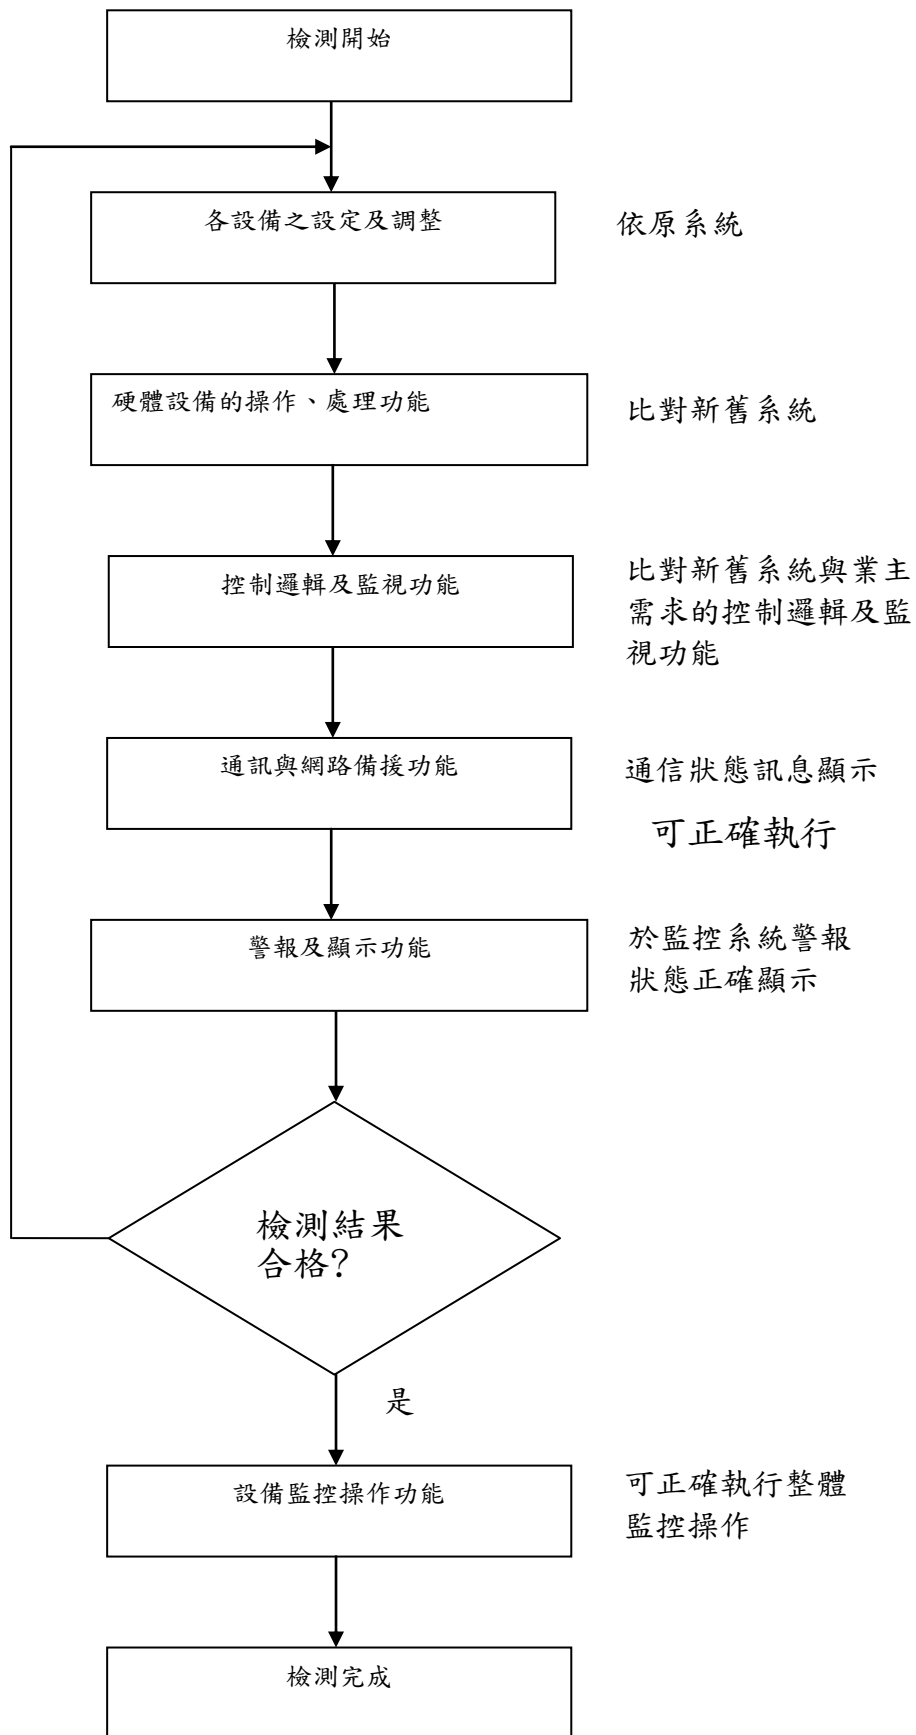 檢測開始
各設備之設定及調整
依原系統
硬體設備的操作、處理功能
比對新舊系統
控制邏輯及監視功能
比對新舊系統與業主
需求的控制邏輯及監
視功能
通訊與網路備援功能
通信狀態訊息顯示
可正確執行
警報及顯示功能
於監控系統警報
狀態正確顯示
檢測結果
合格?
是
設備監控操作功能
可正確執行整體
監控操作
檢測完成